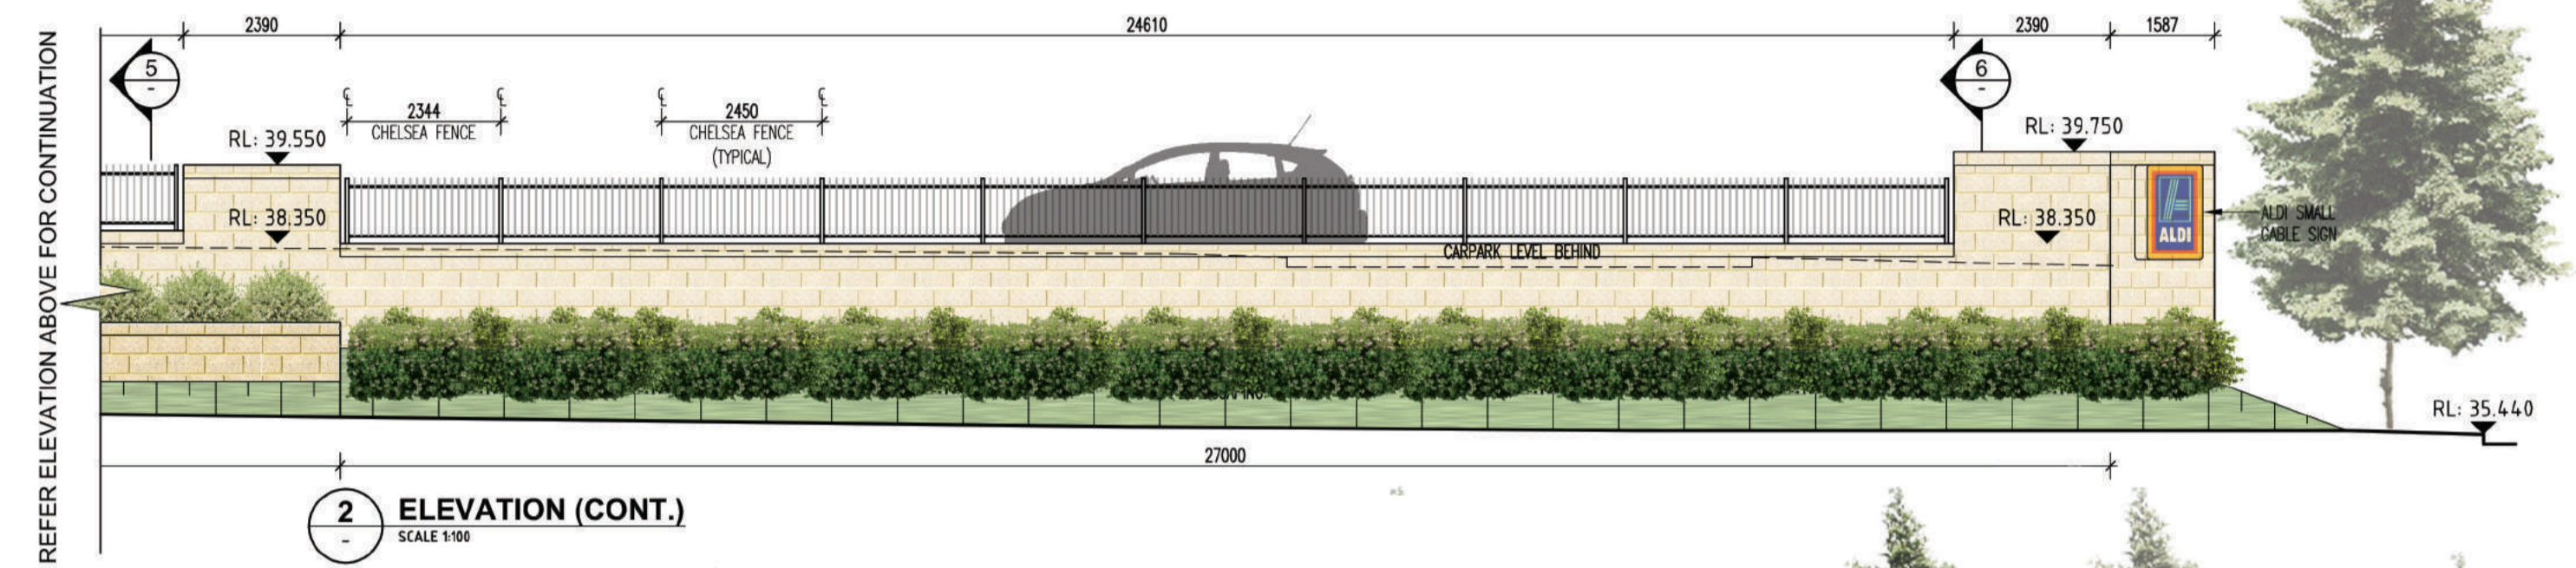 REFER ELEVATION ABOVE FOR CONTINUATION
2390
24610
2390
1587
5
-
6
-
2344
CHELSEA FENCE
2450
CHELSEA FENCE
(TYPICAL)
RL: 39.550
RL: 39.750
RL: 38.350
RL: 38.350
ALDI
ALDI SMALL
CABLE SIGN
CARPARK LEVEL BEHIND
RL: 35.440
27000
2
-
ELEVATION (CONT.)
SCALE 1:100